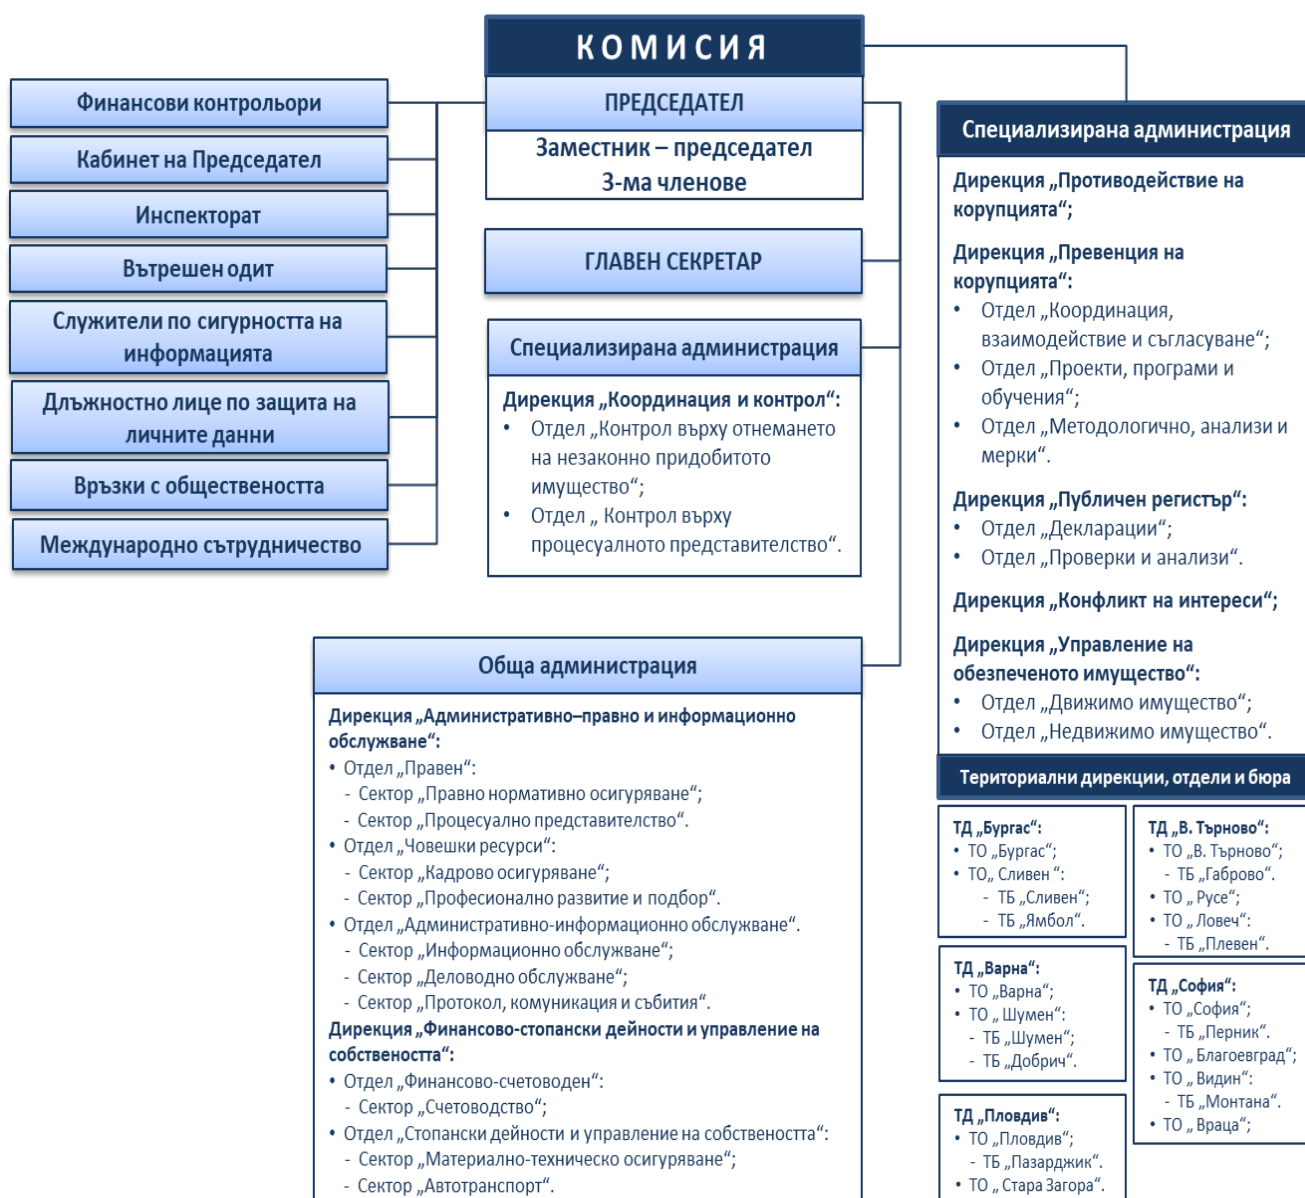 КОМИСИЯ
ПРЕДСЕДАТЕЛ
Заместник – председател
3-ма членове
Финансови контрольори
Кабинет на Председател
Инспекторат
Вътрешен одит
Служители по сигурността на
информацията
Длъжностно лице по защита на
личните данни
Връзки с обществеността
Международно сътрудничество
ГЛАВЕН СЕКРЕТАР
Специализирана администрация
Дирекция „Координация и контрол“:
• Отдел „Контрол върху отнемането
на незаконно придобитото
имущество“;
• Отдел „ Контрол върху
процесуалното представителство“.
Обща администрация
Дирекция „Административно–правно и информационно
обслужване“:
• Отдел „Правен“:
- Сектор „Правно нормативно осигуряване“;
- Сектор „Процесуално представителство“.
• Отдел „Човешки ресурси“:
- Сектор „Кадрово осигуряване“;
- Сектор „Професионално развитие и подбор“.
• Отдел „Административно-информационно обслужване“.
- Сектор „Информационно обслужване“;
- Сектор „Деловодно обслужване“;
- Сектор „Протокол, комуникация и събития“.
Дирекция „Финансово-стопански дейности и управление на
собствеността“:
• Отдел „Финансово-счетоводен“:
- Сектор „Счетоводство“;
• Отдел „Стопански дейности и управление на собствеността“:
- Сектор „Материално-техническо осигуряване“;
- Сектор „Автотранспорт“.
Специализирана администрация
Дирекция „Противодействие на
корупцията“;
Дирекция „Превенция на
корупцията“:
• Отдел „Координация,
взаимодействие и съгласуване“;
• Отдел „Проекти, програми и
обучения“;
• Отдел „Методологично, анализи и
мерки“.
Дирекция „Публичен регистър“:
• Отдел „Декларации“;
• Отдел „Проверки и анализи“.
Дирекция „Конфликт на интереси“;
Дирекция „Управление на
обезпеченото имущество“:
• Отдел „Движимо имущество“;
• Отдел „Недвижимо имущество“.
Териториални дирекции, отдели и бюра
ТД „Бургас“:
• ТО „Бургас“;
• ТО„ Сливен “:
- ТБ „Сливен“;
- ТБ „Ямбол“.
ТД „Варна“:
• ТО „Варна“;
• ТО „ Шумен“:
- ТБ „Шумен“;
- ТБ „Добрич“.
ТД „Пловдив“:
• ТО „Пловдив“;
- ТБ „Пазарджик“.
• ТО „ Стара Загора“.
ТД „В. Търново“:
• ТО „В. Търново“;
- ТБ „Габрово“.
• ТО „ Русе“;
• ТО „ Ловеч“:
- ТБ „Плевен“.
ТД „София“:
• ТО „София“;
- ТБ „Перник“.
• ТО „ Благоевград“;
• ТО „ Видин“:
- ТБ „Монтана“.
• ТО „ Враца“;